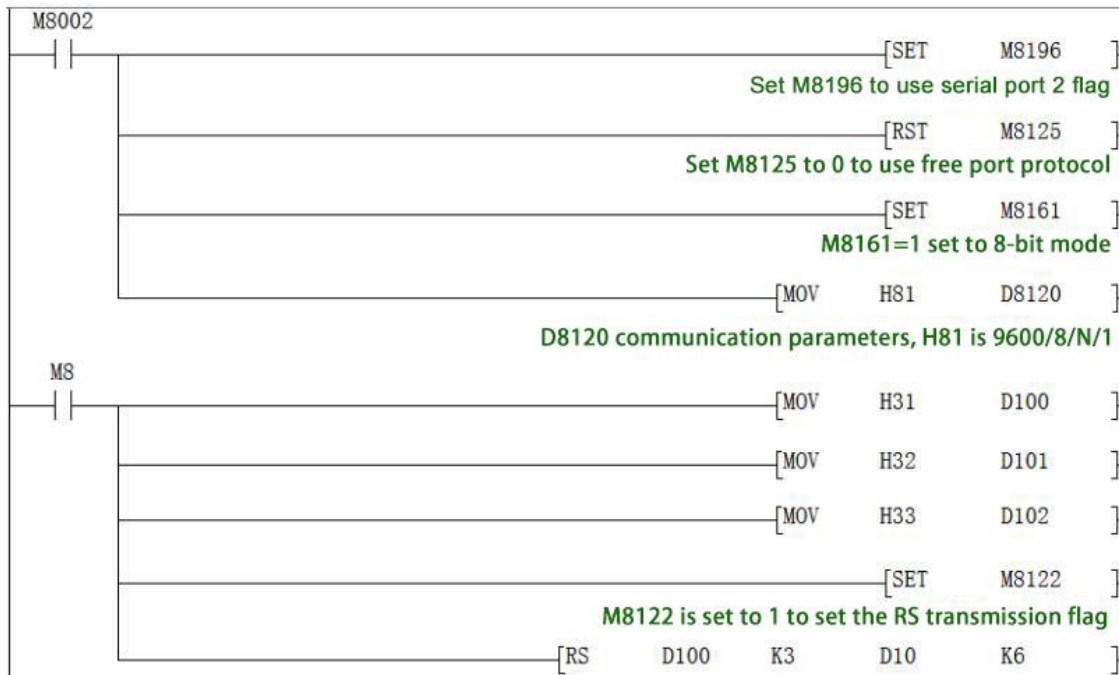 M8002
[SET M8196 ]
Set M8196 to use serial port 2 flag
[RST M8125 ]
Set M8125 to 0 to use free port protocol
[SET M8161 ]
M8161=1 set to 8-bit mode
[MOV H81 D8120 ]
D8120 communication parameters, H81 is 9600/8/N/1
M8
[MOV H31 D100 ]
[MOV H32 D101 ]
[MOV H33 D102 ]
[SET M8122 ]
M8122 is set to 1 to set the RS transmission flag
[RS D100 K3 D10 K6 ]